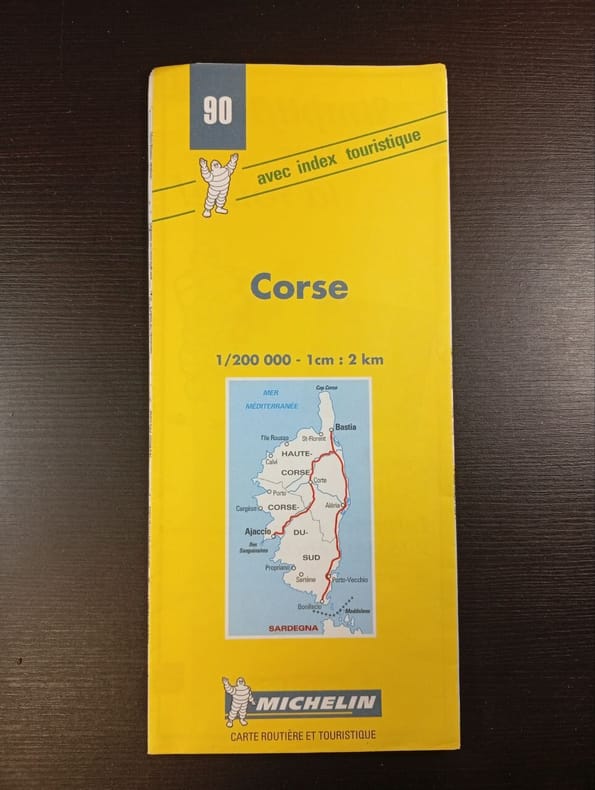 90
avec index touristique
Corse
1/200 000 - 1cm : 2 km
MER
MÉDITERRANÉE
Cap Corse
Bastia
l'Ile Rousse
St-Florent
Calvi
HAUTE-
CORSE
Corte
Porto
Cargèse
CORSE-
Aléria
Ajaccio
DU-
Iles
Sanguinaires
SUD
Propriano
Sartène
Porto-Vecchio
Bonifacio
Maddalena
SARDEGNA
MICHELIN
CARTE ROUTIÈRE ET TOURISTIQUE